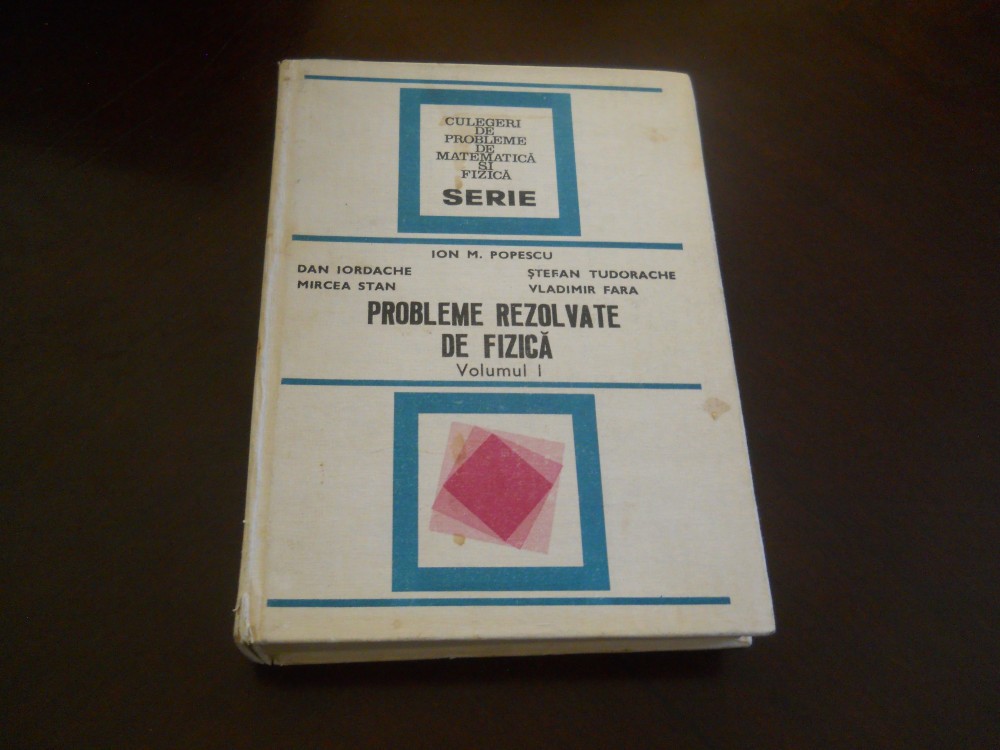 CULEGERI
DE
PROBLEME
DE
MATEMATICĂ
SI
FIZICĂ
SERIE
ION M. POPESCU
DAN IORDACHE ŞTEFAN TUDORACHE
MIRCEA STAN VLADIMIR FARA
PROBLEME REZOLVATE
DE FIZICĂ
Volumul I